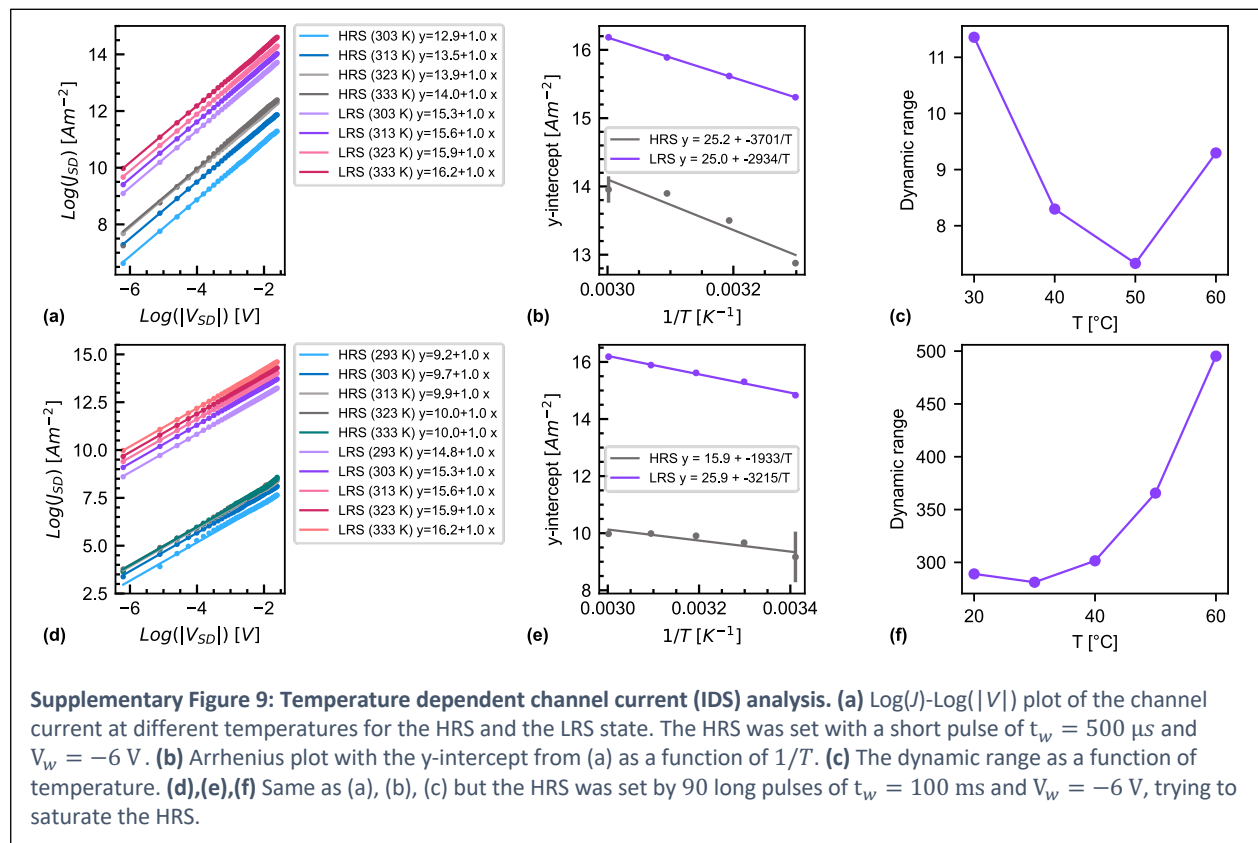 Log(J_SD) [Am⁻²]
14
12
10
8
−6
−4
−2
Log(|V_SD|) [V]
(a)
HRS (303 K) y=12.9+1.0 x
HRS (313 K) y=13.5+1.0 x
HRS (323 K) y=13.9+1.0 x
HRS (333 K) y=14.0+1.0 x
LRS (303 K) y=15.3+1.0 x
LRS (313 K) y=15.6+1.0 x
LRS (323 K) y=15.9+1.0 x
LRS (333 K) y=16.2+1.0 x
y-intercept [Am⁻²]
16
15
14
13
HRS y = 25.2 + -3701/T
LRS y = 25.0 + -2934/T
0.0030
0.0032
1/T [K⁻¹]
(b)
Dynamic range
11
10
9
8
30
40
50
60
T [°C]
(c)
Log(J_SD) [Am⁻²]
15.0
12.5
10.0
7.5
5.0
2.5
−6
−4
−2
Log(|V_SD|) [V]
(d)
HRS (293 K) y=9.2+1.0 x
HRS (303 K) y=9.7+1.0 x
HRS (313 K) y=9.9+1.0 x
HRS (323 K) y=10.0+1.0 x
HRS (333 K) y=10.0+1.0 x
LRS (293 K) y=14.8+1.0 x
LRS (303 K) y=15.3+1.0 x
LRS (313 K) y=15.6+1.0 x
LRS (323 K) y=15.9+1.0 x
LRS (333 K) y=16.2+1.0 x
y-intercept [Am⁻²]
16
14
12
10
8
HRS y = 15.9 + -1933/T
LRS y = 25.9 + -3215/T
0.0030
0.0032
0.0034
1/T [K⁻¹]
(e)
Dynamic range
500
450
400
350
300
20
40
60
T [°C]
(f)
Supplementary Figure 9: Temperature dependent channel current (IDS) analysis. (a) Log(J)-Log(|V|) plot of the channel
current at different temperatures for the HRS and the LRS state. The HRS was set with a short pulse of t_w = 500 μs and
V_w = −6 V. (b) Arrhenius plot with the y-intercept from (a) as a function of 1/T. (c) The dynamic range as a function of
temperature. (d),(e),(f) Same as (a), (b), (c) but the HRS was set by 90 long pulses of t_w = 100 ms and V_w = −6 V, trying to
saturate the HRS.